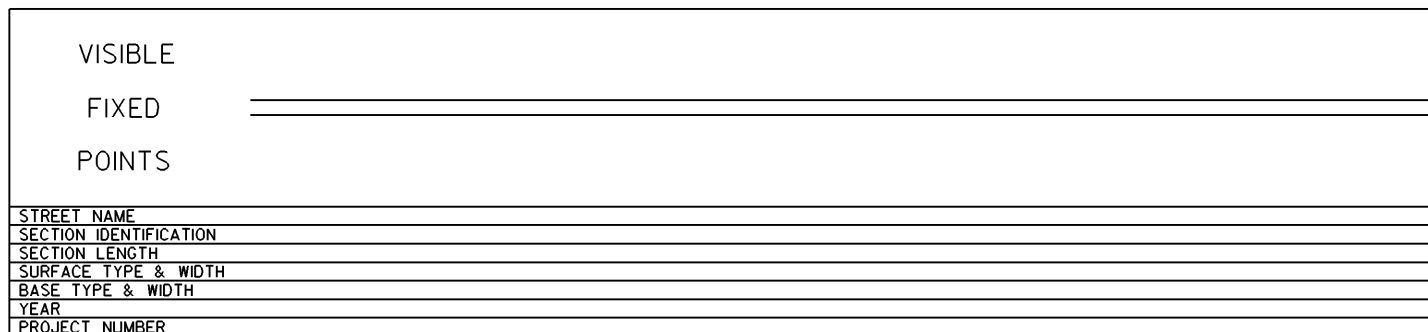 VISIBLE
FIXED
POINTS
STREET NAME
SECTION IDENTIFICATION
SECTION LENGTH
SURFACE TYPE & WIDTH
BASE TYPE & WIDTH
YEAR
PROJECT NUMBER